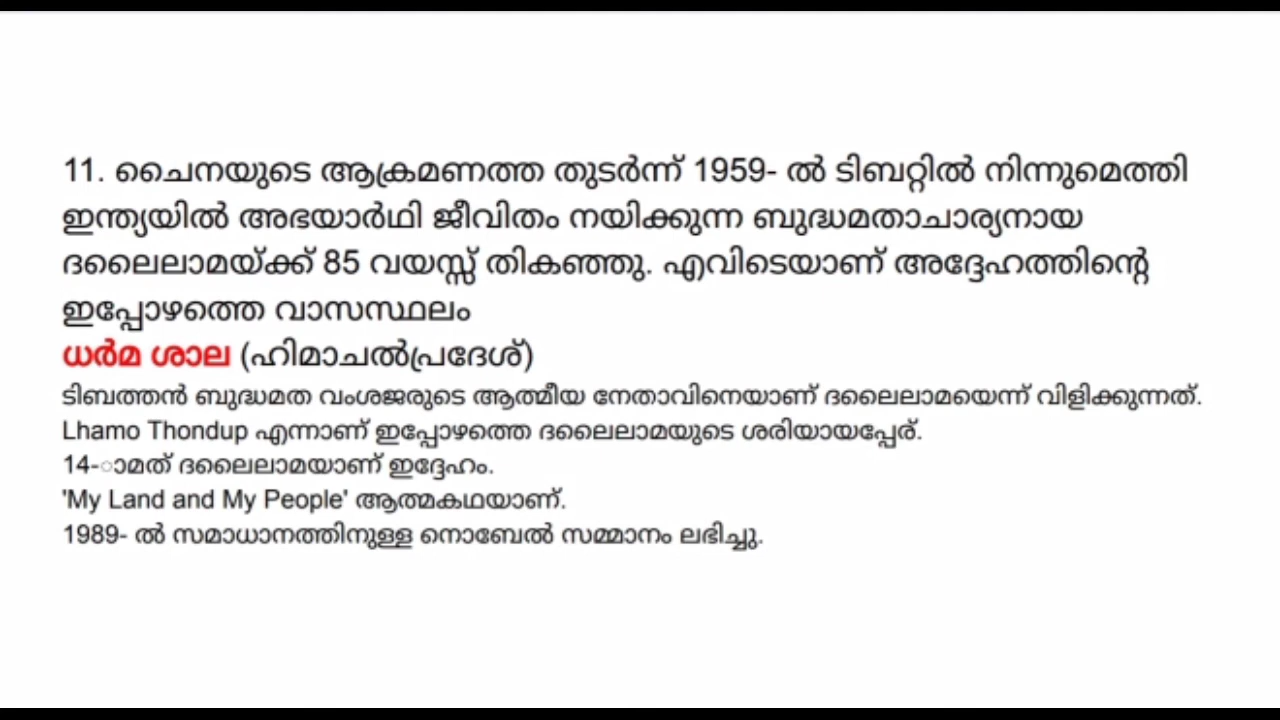 11. ചൈനയുടെ ആക്രമണത്ത തുടർന്ന് 1959- ൽ ടിബറ്റിൽ നിന്നുമെത്തി
ഇന്ത്യയിൽ അഭയാർഥി ജീവിതം നയിക്കുന്ന ബുദ്ധമതാചാര്യനായ
ദലൈലാമയ്ക്ക് 85 വയസ്സ് തികഞ്ഞു. എവിടെയാണ് അദ്ദേഹത്തിന്റെ
ഇപ്പോഴത്തെ വാസസ്ഥലം
ധർമ ശാല (ഹിമാചൽപ്രദേശ്)
ടിബത്തൻ ബുദ്ധമത വംശജരുടെ ആത്മീയ നേതാവിനെയാണ് ദലൈലാമയെന്ന് വിളിക്കുന്നത്.
Lhamo Thondup എന്നാണ് ഇപ്പോഴത്തെ ദലൈലാമയുടെ ശരിയായപ്പേര്.
14-ാമത് ദലൈലാമയാണ് ഇദ്ദേഹം.
'My Land and My People' ആത്മകഥയാണ്.
1989- ൽ സമാധാനത്തിനുള്ള നൊബേൽ സമ്മാനം ലഭിച്ചു.